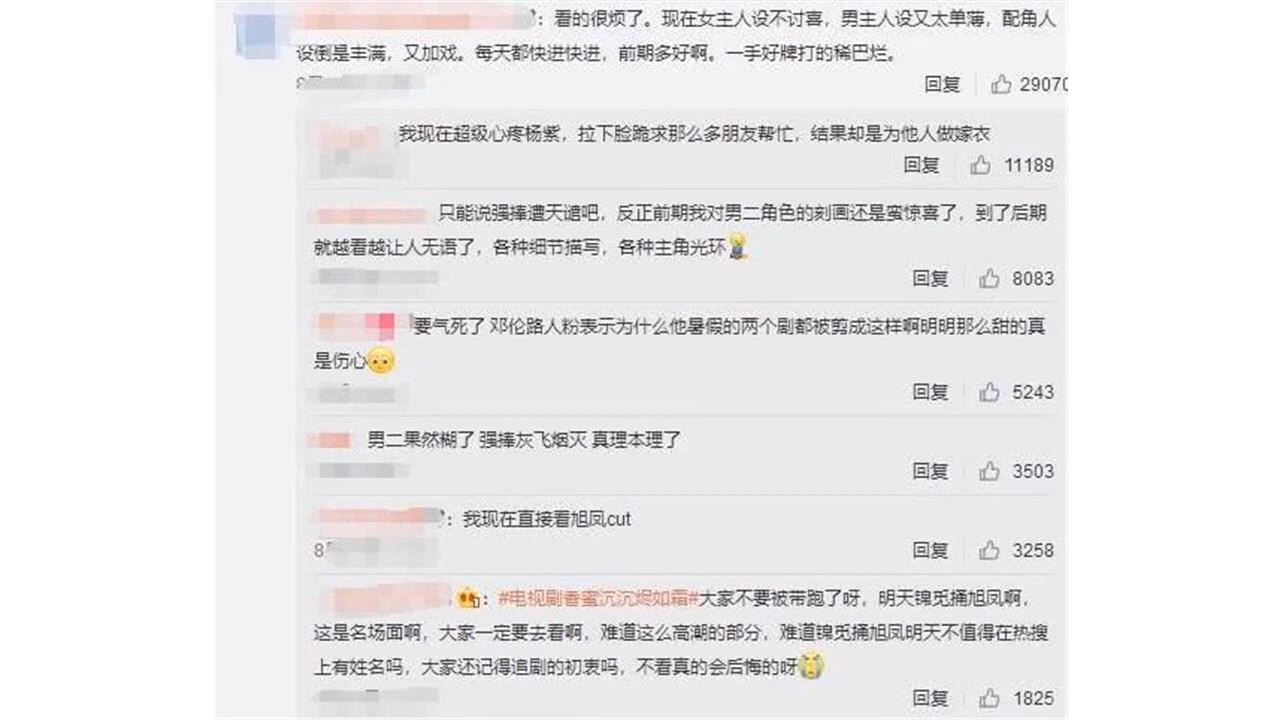 ：看的很烦了。现在女主人设不讨喜，男主人设又太单薄，配角人
设倒是丰满，又加戏。每天都快进快进，前期多好啊。一手好牌打的稀巴烂。
回复 29070
我现在超级心疼杨紫，拉下脸跪求那么多朋友帮忙，结果却是为他人做嫁衣
回复 11189
只能说强捧遭天谴吧，反正前期我对男二角色的刻画还是蛮惊喜了，到了后期
就越看越让人无语了，各种细节描写，各种主角光环
回复 8083
要气死了 邓伦路人粉表示为什么他暑假的两个剧都被剪成这样啊明明那么甜的真
是伤心
回复 5243
男二果然糊了 强捧灰飞烟灭 真理本理了
回复 3503
：我现在直接看旭凤cut
8月
回复 3258
：#电视剧香蜜沉沉烬如霜#大家不要被带跑了呀，明天锦觅捅旭凤啊，
这是名场面啊，大家一定要去看啊，难道这么高潮的部分，难道锦觅捅旭凤明天不值得在热搜
上有姓名吗，大家还记得追剧的初衷吗，不看真的会后悔的呀
回复 1825